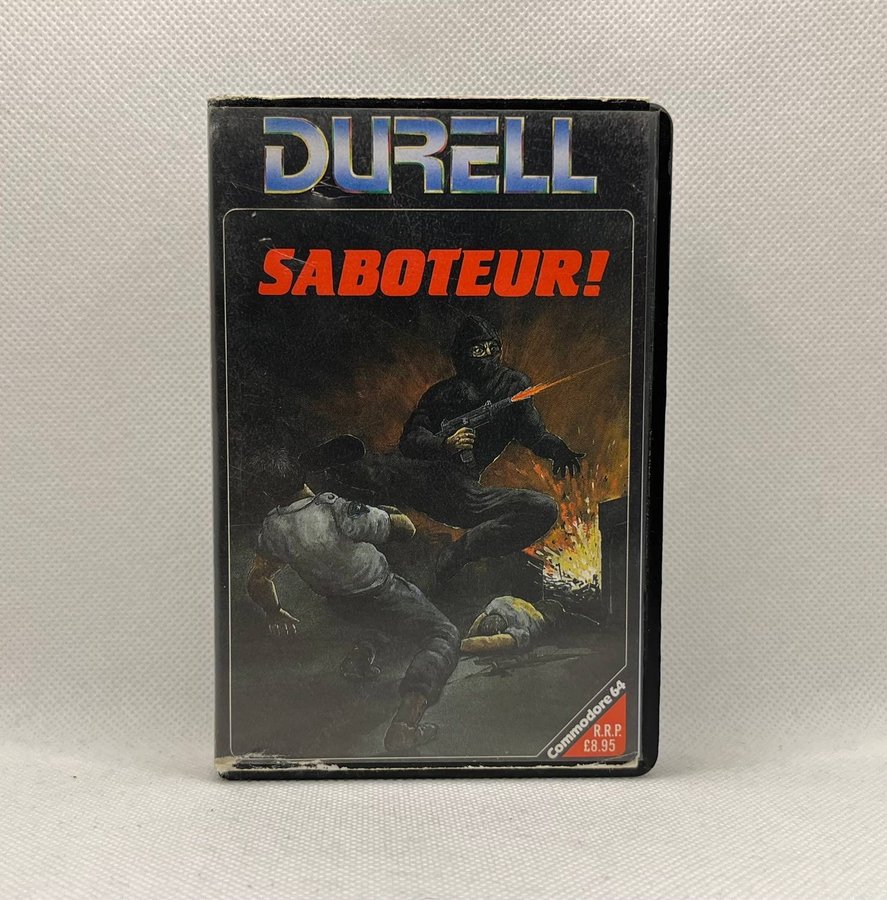 DURELL
SABOTEUR!
Commodore 64
R.R.P.
£8.95